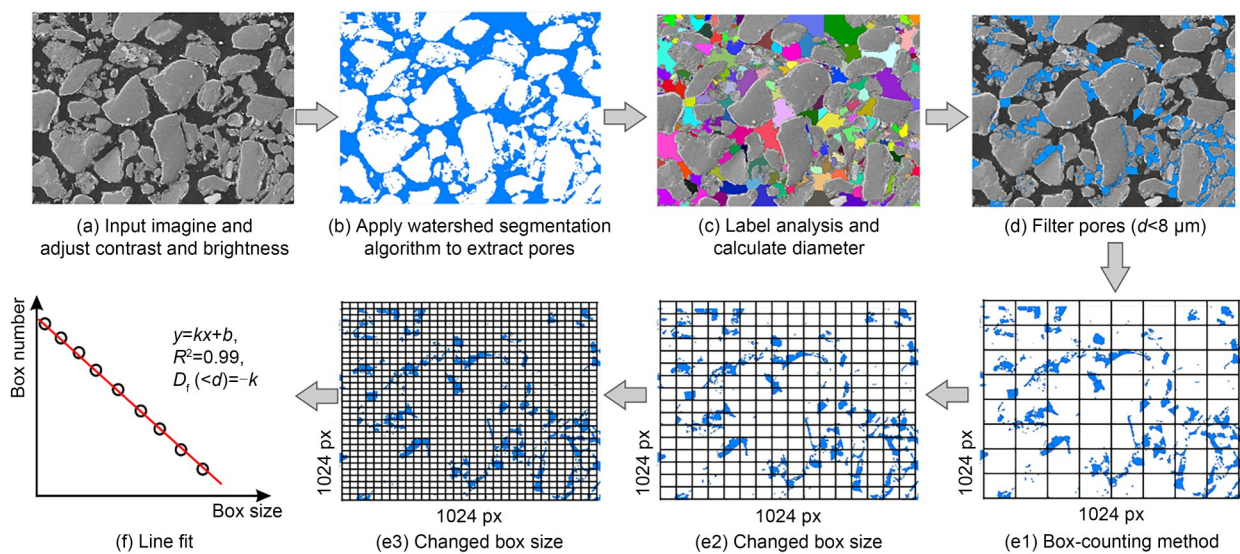 (a) Input imagine and
adjust contrast and brightness
(b) Apply watershed segmentation
algorithm to extract pores
(c) Label analysis and
calculate diameter
(d) Filter pores (d<8 μm)
Box number
y=kx+b,
R²=0.99,
D_f (<d)=−k
Box size
(f) Line fit
1024 px
1024 px
(e3) Changed box size
1024 px
1024 px
(e2) Changed box size
1024 px
1024 px
(e1) Box-counting method